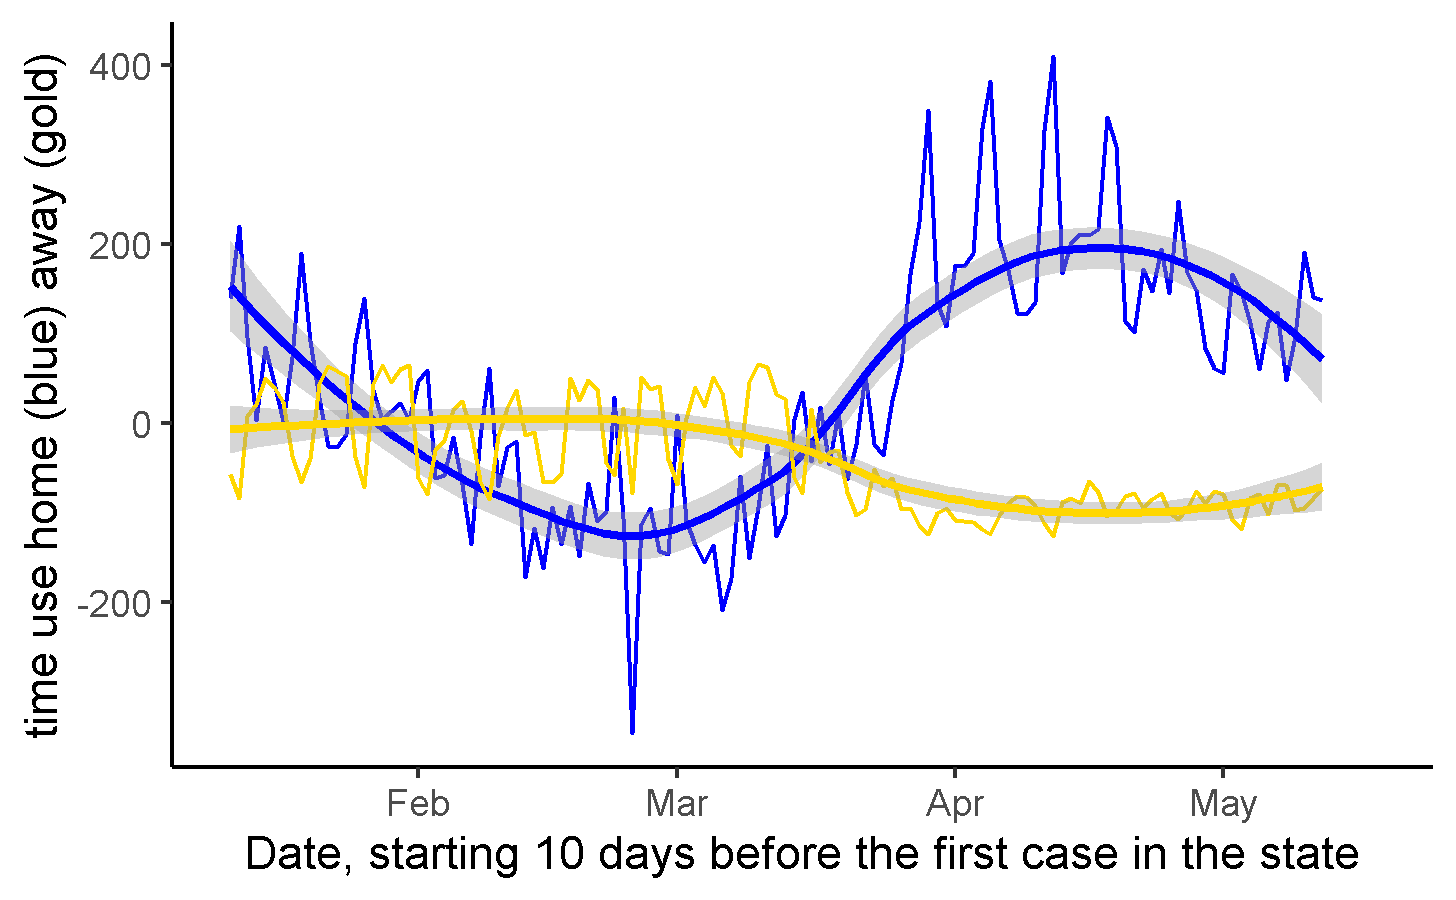 time use home (blue) away (gold)
400
200
0
-200
Feb Mar Apr May
Date, starting 10 days before the first case in the state